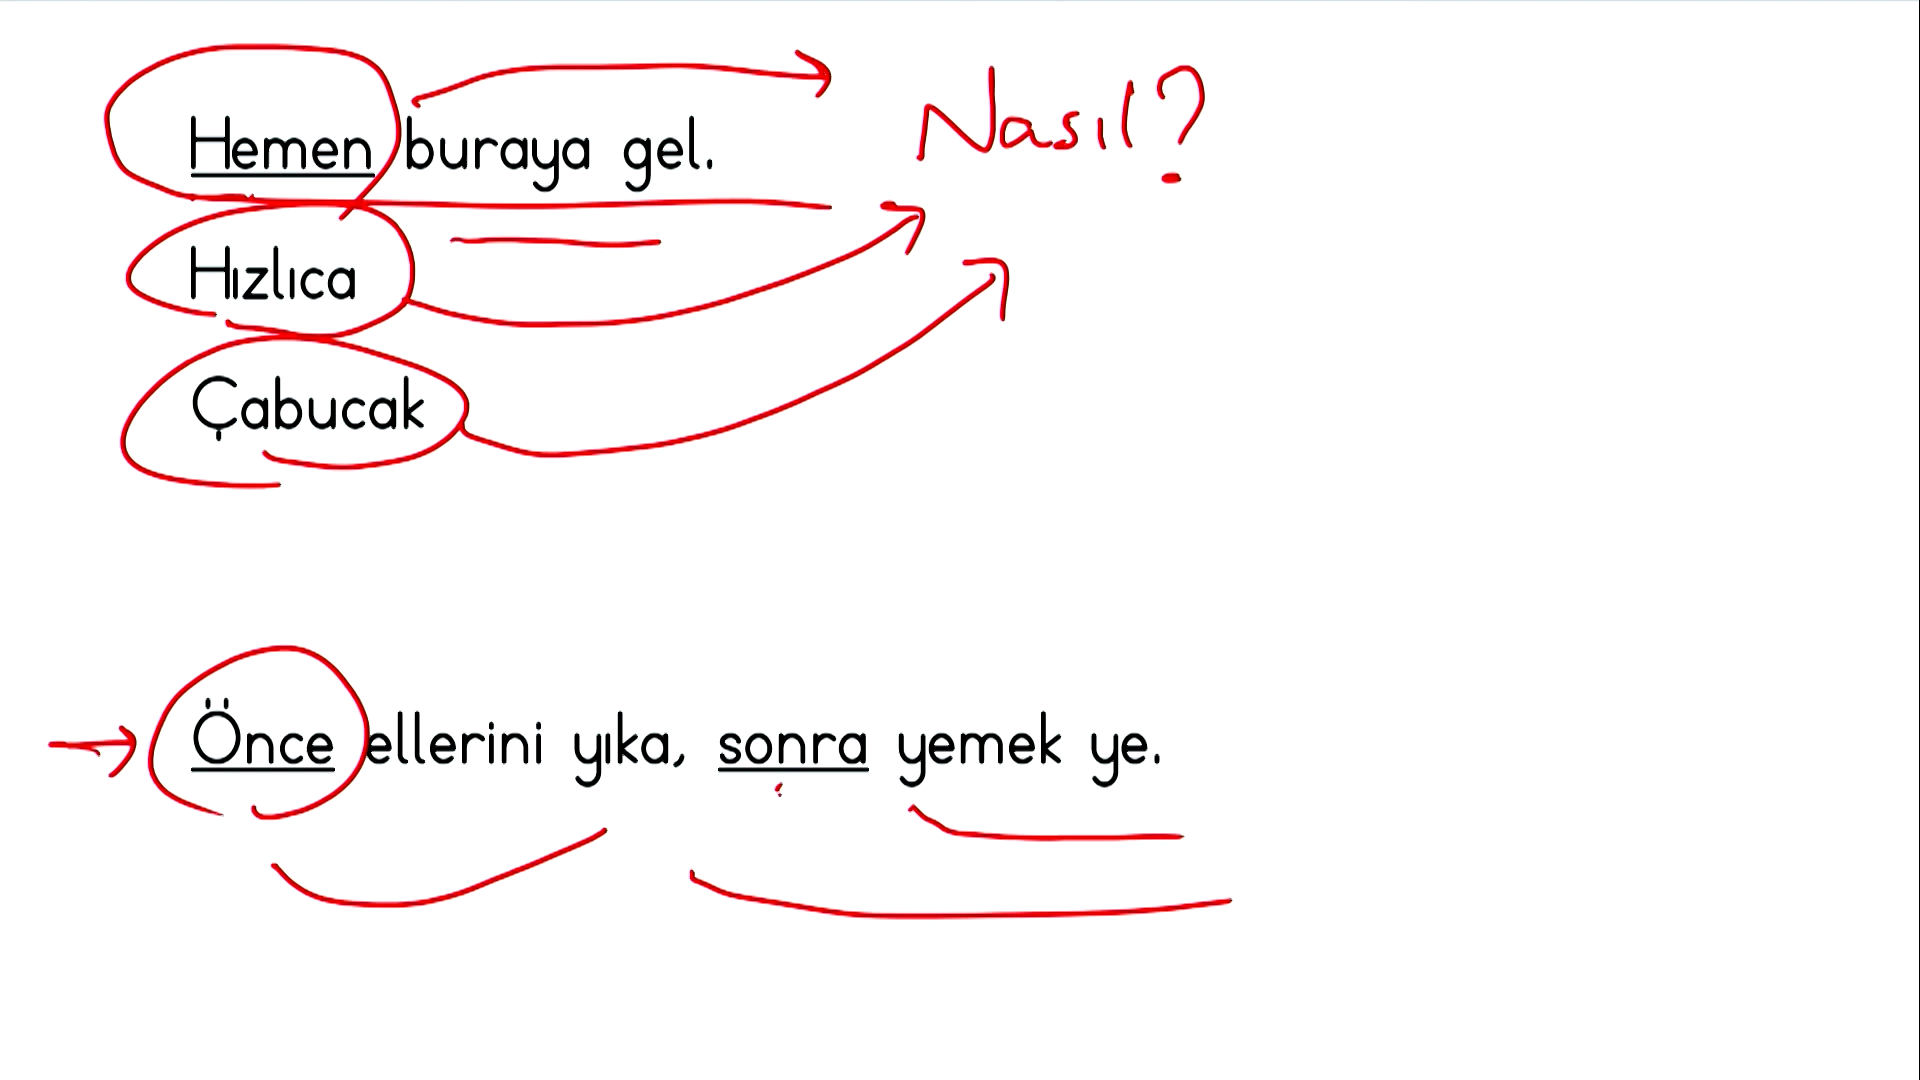 Hemen buraya gel. Nasıl?
Hızlıca
Çabucak
Önce ellerini yıka, sonra yemek ye.